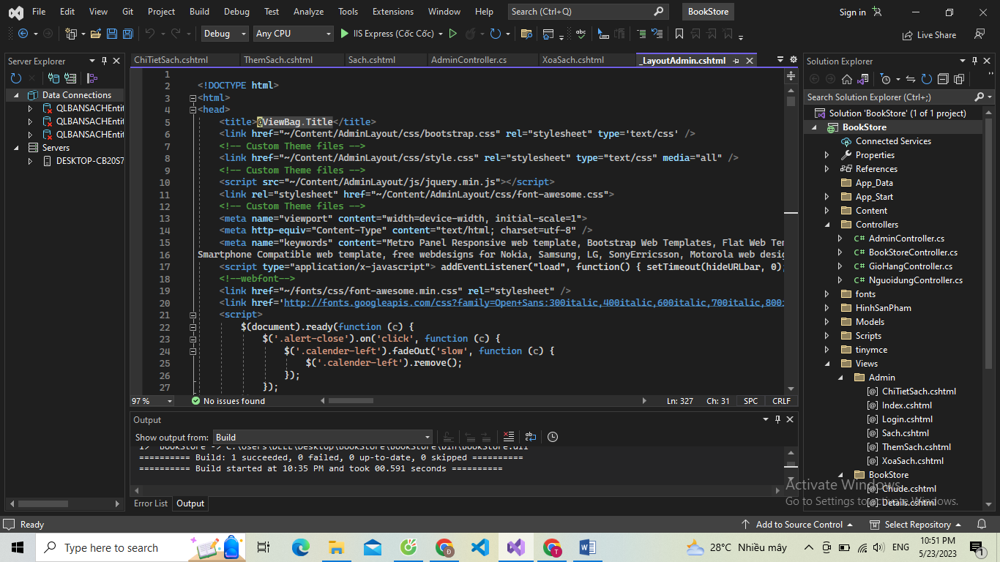 File Edit View Git Project Build Debug Test Analyze Tools Extensions Window Help Search (Ctrl+Q) BookStore Sign in
Debug Any CPU IIS Express (Cốc Cốc) Live Share
Server Explorer
Data Connections
QLBANSACHEntit
QLBANSACHEntit
QLBANSACHEntit
Servers
DESKTOP-CB20S7
ChiTietSach.cshtml ThemSach.cshtml Sach.cshtml AdminController.cs XoaSach.cshtml _LayoutAdmin.cshtml
1
2 <!DOCTYPE html>
3 <html>
4 <head>
5 <title>@ViewBag.Title</title>
6 <link href="~/Content/AdminLayout/css/bootstrap.css" rel="stylesheet" type='text/css' />
7 <!-- Custom Theme files -->
8 <link href="~/Content/AdminLayout/css/style.css" rel="stylesheet" type="text/css" media="all" />
9 <!-- Custom Theme files -->
10 <script src="~/Content/AdminLayout/js/jquery.min.js"></script>
11 <link rel="stylesheet" href="~/Content/AdminLayout/css/font-awesome.css">
12 <!-- Custom Theme files -->
13 <meta name="viewport" content="width=device-width, initial-scale=1">
14 <meta http-equiv="Content-Type" content="text/html; charset=utf-8" />
15 <meta name="keywords" content="Metro Panel Responsive web template, Bootstrap Web Templates, Flat Web Tem
16 Smartphone Compatible web template, free webdesigns for Nokia, Samsung, LG, SonyErricsson, Motorola web desig
17 <script type="application/x-javascript"> addEventListener("load", function() { setTimeout(hideURLbar, 0);
18 <!--webfont-->
19 <link href="~/fonts/css/font-awesome.min.css" rel="stylesheet" />
20 <link href='http://fonts.googleapis.com/css?family=Open+Sans:300italic,400italic,600italic,700italic,800i
21 <script>
22 $(document).ready(function (c) {
23 $('.alert-close').on('click', function (c) {
24 $('.calender-left').fadeOut('slow', function (c) {
25 $('.calender-left').remove();
26 });
27 });
97 % No issues found Ln: 327 Ch: 31 SPC CRLF
Output
Show output from: Build
1> BookStore -> C:\Users\DELL\Desktop\BookStore\BookStore\bin\BookStore.dll
========== Build: 1 succeeded, 0 failed, 0 up-to-date, 0 skipped ==========
========== Build started at 10:35 PM and took 00.591 seconds ==========
Error List Output
Solution Explorer
Search Solution Explorer (Ctrl+;)
Solution 'BookStore' (1 of 1 project)
BookStore
Connected Services
Properties
References
App_Data
App_Start
Content
Controllers
C# AdminController.cs
C# BookStoreController.cs
C# GioHangController.cs
C# NguoidungController.cs
fonts
HinhSanPham
Models
Scripts
tinymce
Views
Admin
ChiTietSach.cshtml
Index.cshtml
Login.cshtml
Sach.cshtml
ThemSach.cshtml
XoaSach.cshtml
BookStore
Chude.cshtml
Details.cshtml
Activate Windows
Go to Settings to activate Windows.
Ready Add to Source Control Select Repository
Type here to search 28°C Nhiều mây ENG 10:51 PM
5/23/2023 1